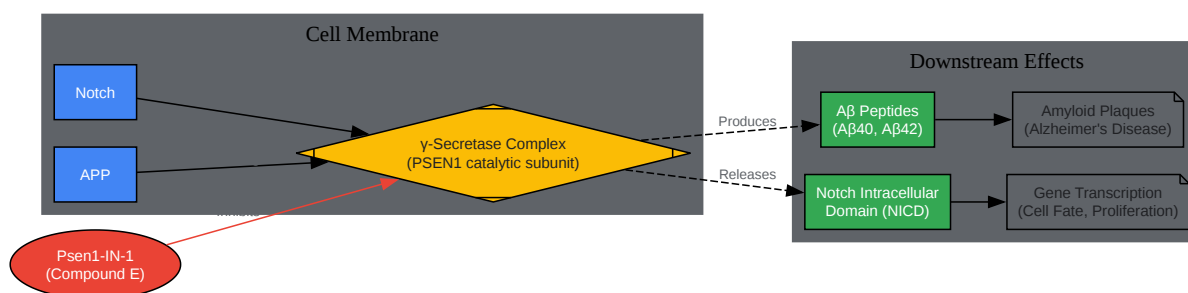 Cell Membrane
Notch
APP
γ-Secretase Complex
(PSEN1 catalytic subunit)
Psen1-IN-1
(Compound E)
Produces
Releases
Downstream Effects
Aβ Peptides
(Aβ40, Aβ42)
Amyloid Plaques
(Alzheimer's Disease)
Notch Intracellular
Domain (NICD)
Gene Transcription
(Cell Fate, Proliferation)